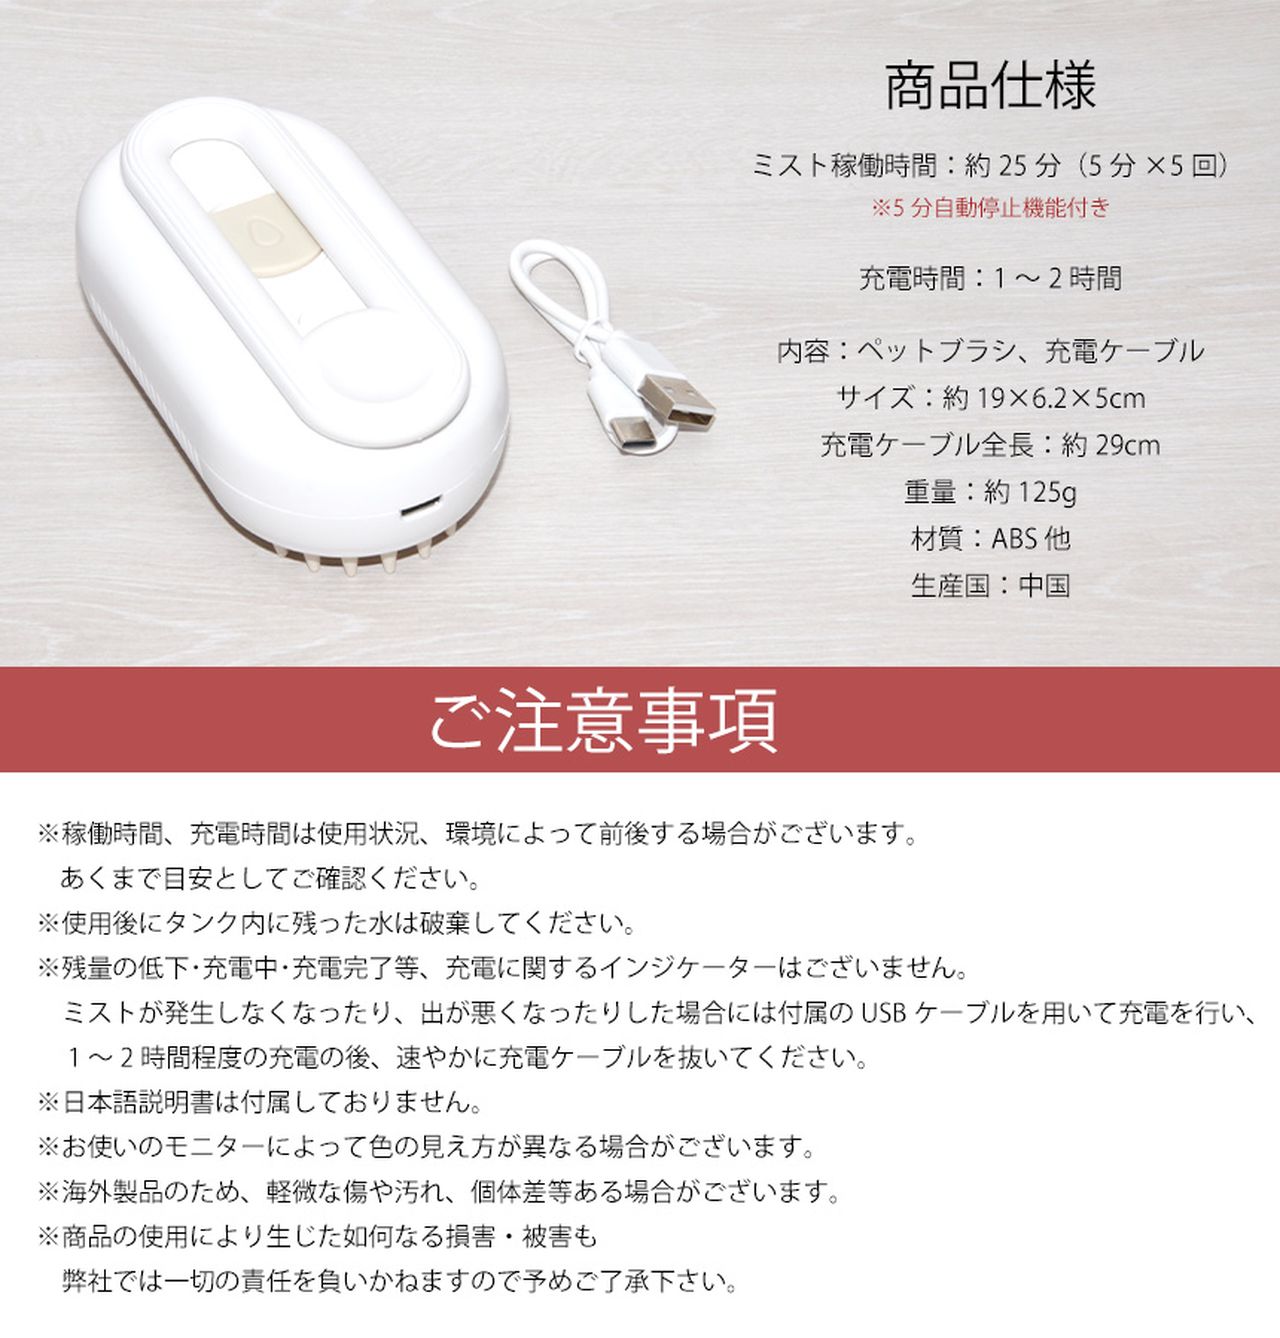 商品仕様
ミスト稼働時間：約25分（5分×5回）
※5分自動停止機能付き
充電時間：1～2時間
内容：ペットブラシ、充電ケーブル
サイズ：約19×6.2×5cm
充電ケーブル全長：約29cm
重量：約125g
材質：ABS他
生産国：中国
ご注意事項
※稼働時間、充電時間は使用状況、環境によって前後する場合がございます。
あくまで目安としてご確認ください。
※使用後にタンク内に残った水は破棄してください。
※残量の低下・充電中・充電完了等、充電に関するインジケーターはございません。
ミストが発生しなくなったり、出が悪くなったりした場合には付属のUSBケーブルを用いて充電を行い、
1～2時間程度の充電の後、速やかに充電ケーブルを抜いてください。
※日本語説明書は付属しておりません。
※お使いのモニターによって色の見え方が異なる場合がございます。
※海外製品のため、軽微な傷や汚れ、個体差等ある場合がございます。
※商品の使用により生じた如何なる損害・被害も
弊社では一切の責任を負いかねますので予めご了承下さい。